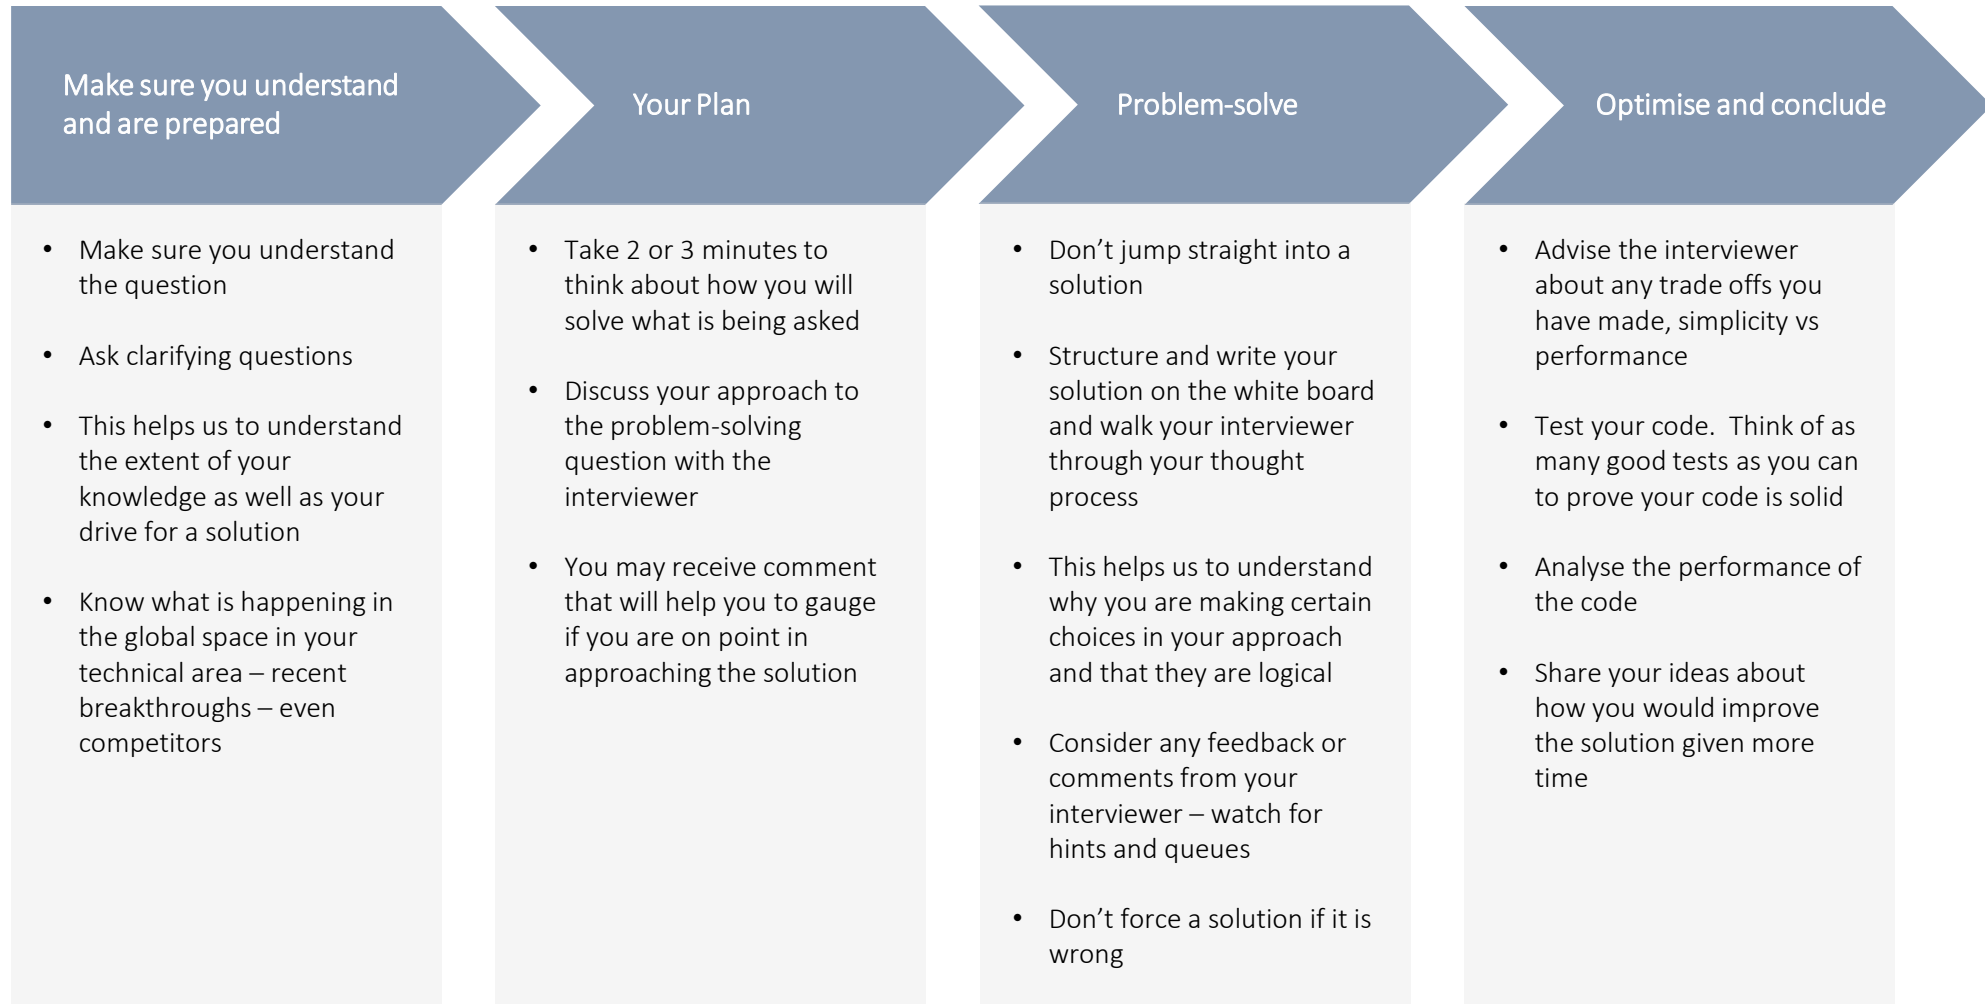 Make sure you understand
and are prepared
• Make sure you understand
the question
• Ask clarifying questions
• This helps us to understand
the extent of your
knowledge as well as your
drive for a solution
• Know what is happening in
the global space in your
technical area – recent
breakthroughs – even
competitors
Your Plan
• Take 2 or 3 minutes to
think about how you will
solve what is being asked
• Discuss your approach to
the problem-solving
question with the
interviewer
• You may receive comment
that will help you to gauge
if you are on point in
approaching the solution
Problem-solve
• Don’t jump straight into a
solution
• Structure and write your
solution on the white board
and walk your interviewer
through your thought
process
• This helps us to understand
why you are making certain
choices in your approach
and that they are logical
• Consider any feedback or
comments from your
interviewer – watch for
hints and queues
• Don’t force a solution if it is
wrong
Optimise and conclude
• Advise the interviewer
about any trade offs you
have made, simplicity vs
performance
• Test your code.  Think of as
many good tests as you can
to prove your code is solid
• Analyse the performance of
the code
• Share your ideas about
how you would improve
the solution given more
time